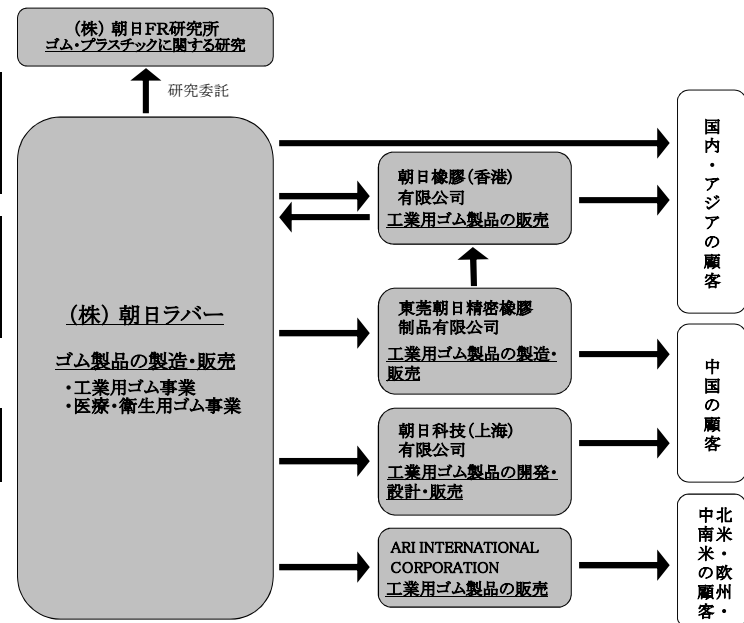 (株) 朝日FR研究所
ゴム・プラスチックに関する研究
研究委託
(株) 朝日ラバー
ゴム製品の製造・販売
・工業用ゴム事業
・医療・衛生用ゴム事業
朝日橡膠(香港)
有限公司
工業用ゴム製品の販売
東莞朝日精密橡膠
制品有限公司
工業用ゴム製品の製造・
販売
朝日科技(上海)
有限公司
工業用ゴム製品の開発・
設計・販売
ARI INTERNATIONAL
CORPORATION
工業用ゴム製品の販売
国内・アジアの顧客
中国の顧客
北米・欧州・
中南米の顧客